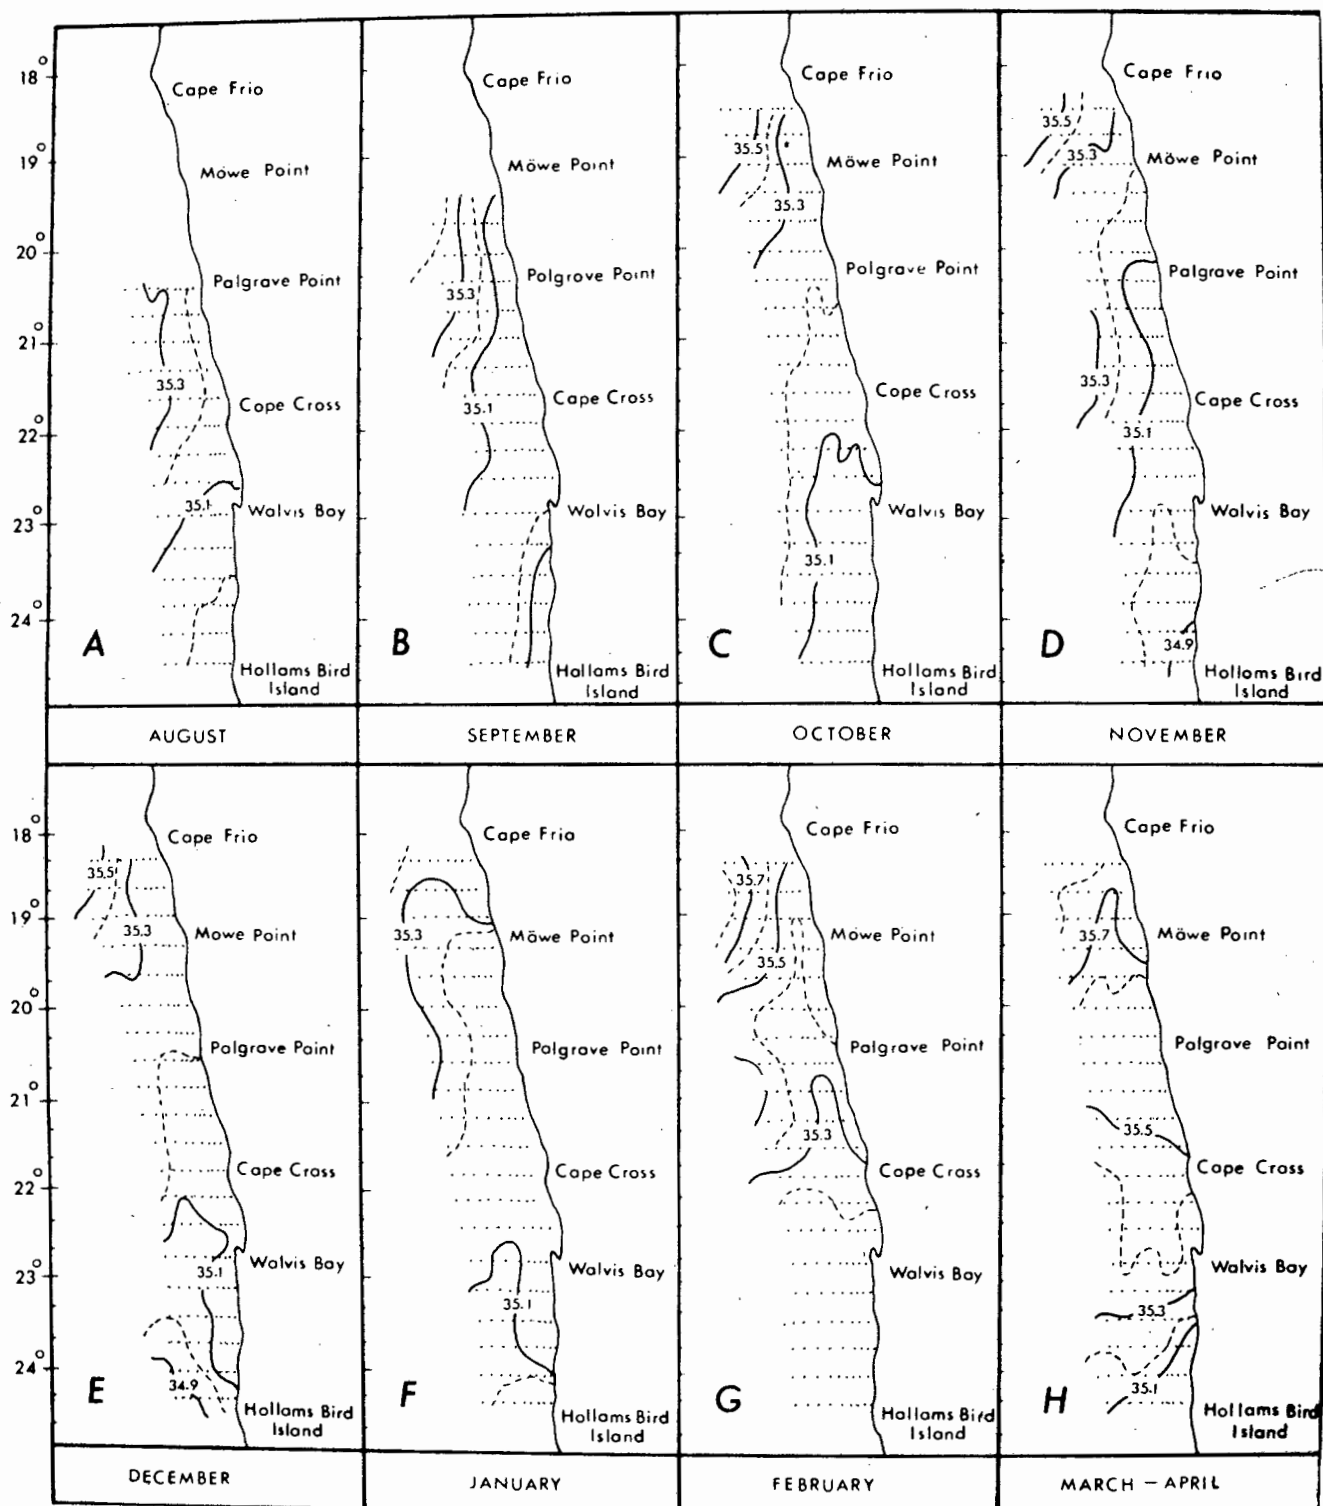 18°
19°
20°
21°
22°
23°
24°
Cape Frio
Möwe Point
Palgrave Point
35.3
Cape Cross
35.1
Walvis Bay
A
Hollams Bird
Island
AUGUST
Cape Frio
Möwe Point
Palgrave Point
35.3
Cape Cross
35.1
Walvis Bay
B
Hollams Bird
Island
SEPTEMBER
Cape Frio
35.5
Möwe Point
35.3
Palgrave Point
Cape Cross
Walvis Bay
35.1
C
Hollams Bird
Island
OCTOBER
Cape Frio
35.5
35.3
Möwe Point
Palgrave Point
35.3
Cape Cross
35.1
Walvis Bay
D
34.9
Hollams Bird
Island
NOVEMBER
18°
19°
20°
21°
22°
23°
24°
Cape Frio
35.5
35.3
Mowe Point
Palgrave Point
Cape Cross
Walvis Bay
35.1
E
34.9
Hollams Bird
Island
DECEMBER
Cape Frio
35.3
Möwe Point
Palgrave Point
Cape Cross
Walvis Bay
35.1
F
Hollams Bird
Island
JANUARY
Cape Frio
35.7
Möwe Point
35.5
Palgrave Point
35.3
Cape Cross
Walvis Bay
G
Hollams Bird
Island
FEBRUARY
Cape Frio
35.7
Möwe Point
Palgrave Point
35.5
Cape Cross
Walvis Bay
35.3
H
35.1
Hollams Bird
Island
MARCH – APRIL